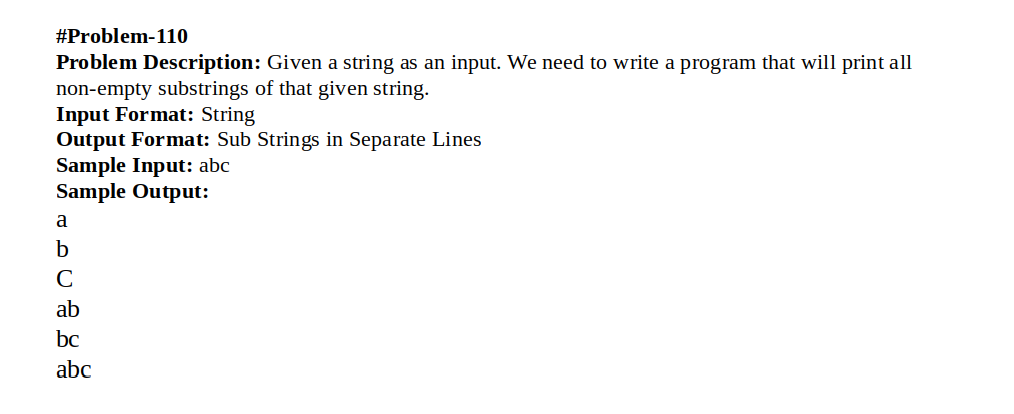 #Problem-110
Problem Description: Given a string as an input. We need to write a program that will print all
non-empty substrings of that given string.
Input Format: String
Output Format: Sub Strings in Separate Lines
Sample Input: abc
Sample Output:
a
b
C
ab
bc
abc